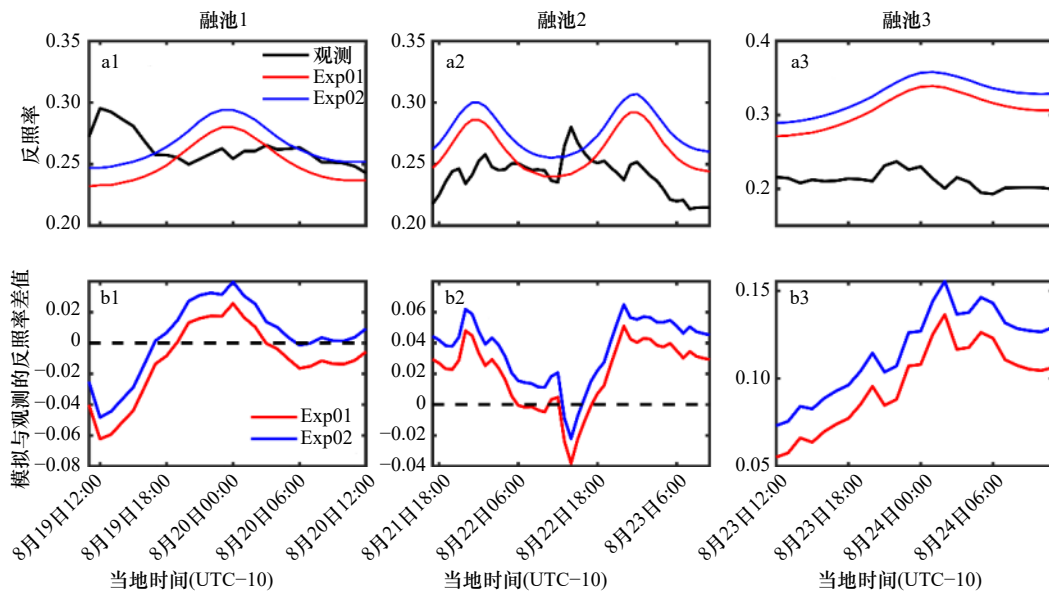 融池1
融池2
融池3
反照率
0.35
0.30
0.25
0.20
a1
观测
Exp01
Exp02
0.35
0.30
0.25
0.20
a2
0.4
0.3
0.2
a3
模拟与观测的反照率差值
0.02
0
−0.02
−0.04
−0.06
−0.08
b1
Exp01
Exp02
0.08
0.06
0.04
0.02
0
−0.02
−0.04
b2
0.15
0.10
0.05
b3
8月19日12:00
8月19日18:00
8月20日00:00
8月20日06:00
8月20日12:00
8月21日18:00
8月22日06:00
8月22日18:00
8月23日16:00
8月23日12:00
8月23日18:00
8月24日00:00
8月24日06:00
当地时间(UTC−10)
当地时间(UTC−10)
当地时间(UTC−10)